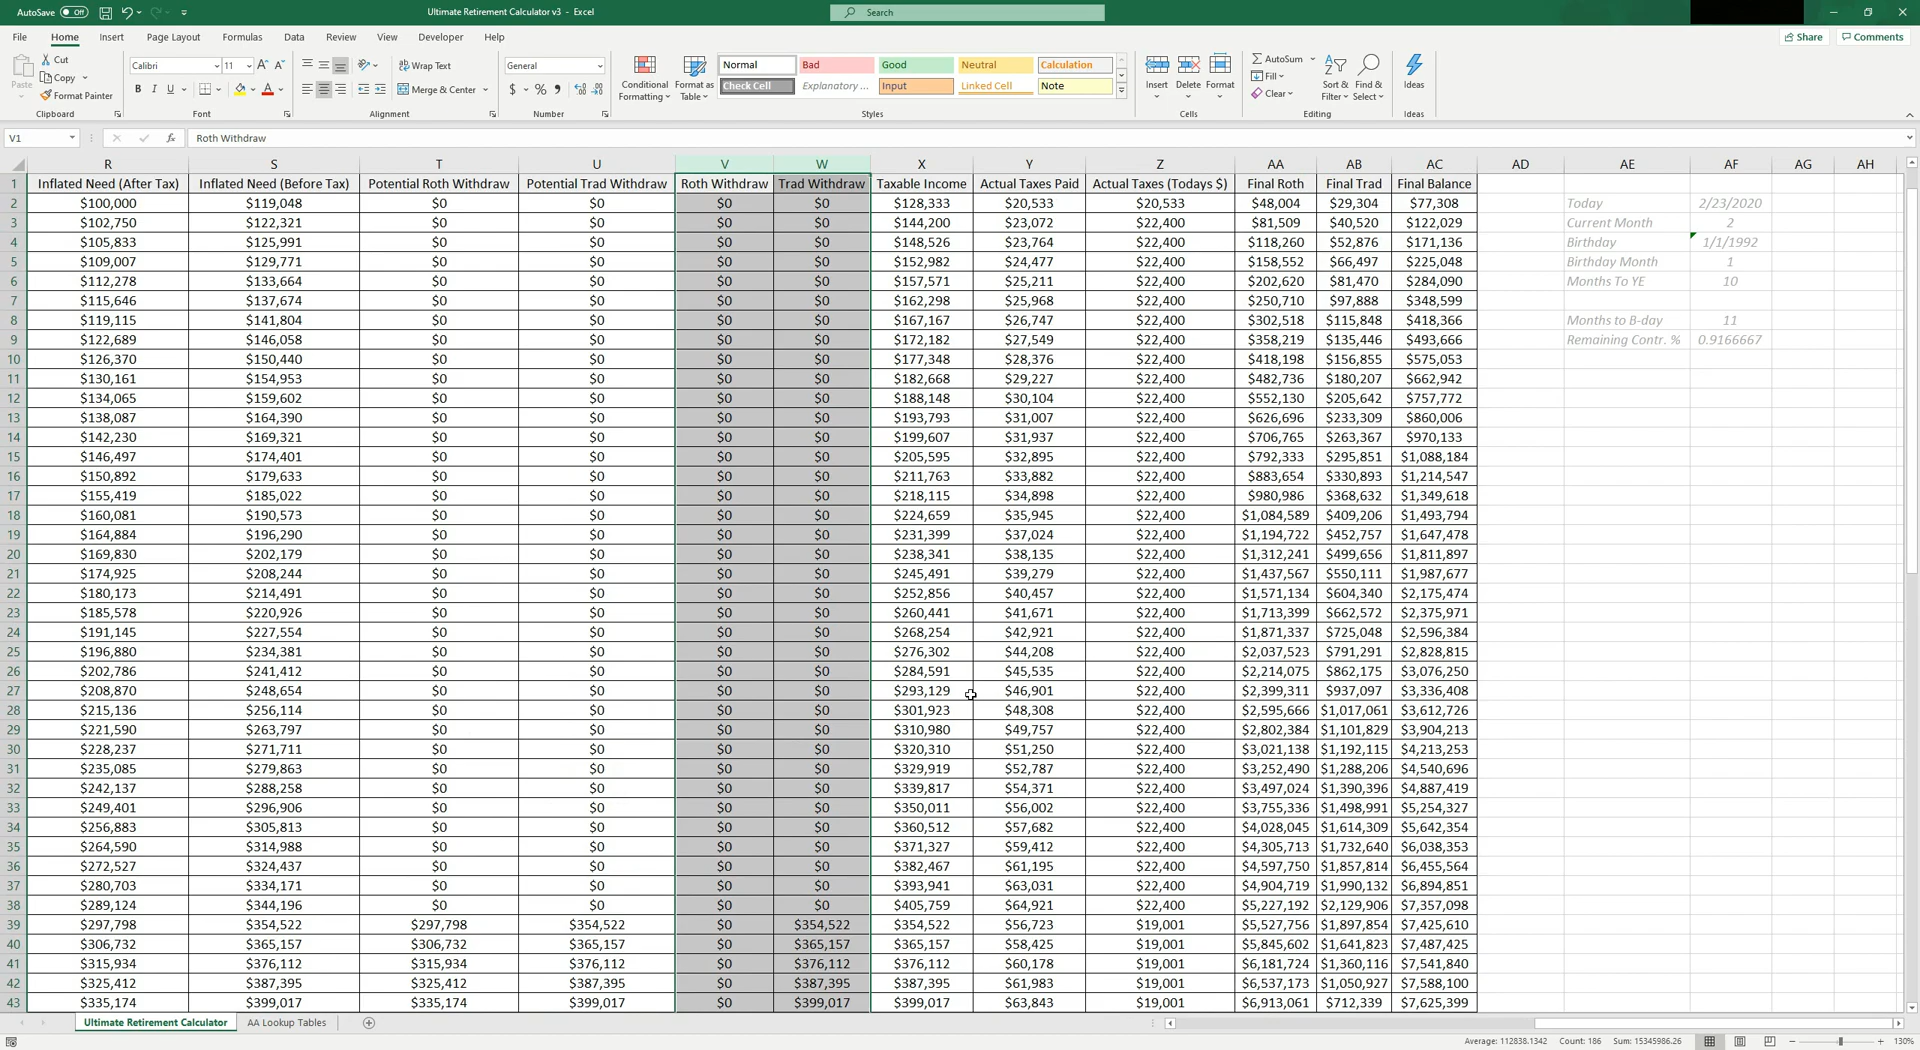 AutoSave Off Ultimate Retirement Calculator v3 - Excel Search
File Home Insert Page Layout Formulas Data Review View Developer Help Share Comments
Cut Calibri 11 Wrap Text General Normal Bad Good Neutral Calculation AutoSum
Paste Copy Conditional Formatting Format as Table Insert Delete Format Fill Sort & Filter Find & Select Ideas
Format Painter B I U Merge & Center $ % Check Cell Explanatory ... Input Linked Cell Note Clear
Clipboard Font Alignment Number Styles Cells Editing Ideas
V1 fx Roth Withdraw
R S T U V W X Y Z AA AB AC AD AE AF AG AH
1 Inflated Need (After Tax) Inflated Need (Before Tax) Potential Roth Withdraw Potential Trad Withdraw Roth Withdraw Trad Withdraw Taxable Income Actual Taxes Paid Actual Taxes (Todays $) Final Roth Final Trad Final Balance
2 $100,000 $119,048 $0 $0 $0 $0 $128,333 $20,533 $20,533 $48,004 $29,304 $77,308 Today 2/23/2020
3 $102,750 $122,321 $0 $0 $0 $0 $144,200 $23,072 $22,400 $81,509 $40,520 $122,029 Current Month 2
4 $105,833 $125,991 $0 $0 $0 $0 $148,526 $23,764 $22,400 $118,260 $52,876 $171,136 Birthday 1/1/1992
5 $109,007 $129,771 $0 $0 $0 $0 $152,982 $24,477 $22,400 $158,552 $66,497 $225,048 Birthday Month 1
6 $112,278 $133,664 $0 $0 $0 $0 $157,571 $25,211 $22,400 $202,620 $81,470 $284,090 Months To YE 10
7 $115,646 $137,674 $0 $0 $0 $0 $162,298 $25,968 $22,400 $250,710 $97,888 $348,599
8 $119,115 $141,804 $0 $0 $0 $0 $167,167 $26,747 $22,400 $302,518 $115,848 $418,366 Months to B-day 11
9 $122,689 $146,058 $0 $0 $0 $0 $172,182 $27,549 $22,400 $358,219 $135,446 $493,666 Remaining Contr. % 0.9166667
10 $126,370 $150,440 $0 $0 $0 $0 $177,348 $28,376 $22,400 $418,198 $156,855 $575,053
11 $130,161 $154,953 $0 $0 $0 $0 $182,668 $29,227 $22,400 $482,736 $180,207 $662,942
12 $134,065 $159,602 $0 $0 $0 $0 $188,148 $30,104 $22,400 $552,130 $205,642 $757,772
13 $138,087 $164,390 $0 $0 $0 $0 $193,793 $31,007 $22,400 $626,696 $233,309 $860,006
14 $142,230 $169,321 $0 $0 $0 $0 $199,607 $31,937 $22,400 $706,765 $263,367 $970,133
15 $146,497 $174,401 $0 $0 $0 $0 $205,595 $32,895 $22,400 $792,333 $295,851 $1,088,184
16 $150,892 $179,633 $0 $0 $0 $0 $211,763 $33,882 $22,400 $883,654 $330,893 $1,214,547
17 $155,419 $185,022 $0 $0 $0 $0 $218,115 $34,898 $22,400 $980,986 $368,632 $1,349,618
18 $160,081 $190,573 $0 $0 $0 $0 $224,659 $35,945 $22,400 $1,084,589 $409,206 $1,493,794
19 $164,884 $196,290 $0 $0 $0 $0 $231,399 $37,024 $22,400 $1,194,722 $452,757 $1,647,478
20 $169,830 $202,179 $0 $0 $0 $0 $238,341 $38,135 $22,400 $1,312,241 $499,656 $1,811,897
21 $174,925 $208,244 $0 $0 $0 $0 $245,491 $39,279 $22,400 $1,437,567 $550,111 $1,987,677
22 $180,173 $214,491 $0 $0 $0 $0 $252,856 $40,457 $22,400 $1,571,134 $604,340 $2,175,474
23 $185,578 $220,926 $0 $0 $0 $0 $260,441 $41,671 $22,400 $1,713,399 $662,572 $2,375,971
24 $191,145 $227,554 $0 $0 $0 $0 $268,254 $42,921 $22,400 $1,871,337 $725,048 $2,596,384
25 $196,880 $234,381 $0 $0 $0 $0 $276,302 $44,208 $22,400 $2,037,523 $791,291 $2,828,815
26 $202,786 $241,412 $0 $0 $0 $0 $284,591 $45,535 $22,400 $2,214,075 $862,175 $3,076,250
27 $208,870 $248,654 $0 $0 $0 $0 $293,129 $46,901 $22,400 $2,399,311 $937,097 $3,336,408
28 $215,136 $256,114 $0 $0 $0 $0 $301,923 $48,308 $22,400 $2,595,666 $1,017,061 $3,612,726
29 $221,590 $263,797 $0 $0 $0 $0 $310,980 $49,757 $22,400 $2,802,384 $1,101,829 $3,904,213
30 $228,237 $271,711 $0 $0 $0 $0 $320,310 $51,250 $22,400 $3,021,138 $1,192,115 $4,213,253
31 $235,085 $279,863 $0 $0 $0 $0 $329,919 $52,787 $22,400 $3,252,490 $1,288,206 $4,540,696
32 $242,137 $288,258 $0 $0 $0 $0 $339,817 $54,371 $22,400 $3,497,024 $1,390,396 $4,887,419
33 $249,401 $296,906 $0 $0 $0 $0 $350,011 $56,002 $22,400 $3,755,336 $1,498,991 $5,254,327
34 $256,883 $305,813 $0 $0 $0 $0 $360,512 $57,682 $22,400 $4,028,045 $1,614,309 $5,642,354
35 $264,590 $314,988 $0 $0 $0 $0 $371,327 $59,412 $22,400 $4,305,713 $1,732,640 $6,038,353
36 $272,527 $324,437 $0 $0 $0 $0 $382,467 $61,195 $22,400 $4,597,750 $1,857,814 $6,455,564
37 $280,703 $334,171 $0 $0 $0 $0 $393,941 $63,031 $22,400 $4,904,719 $1,990,132 $6,894,851
38 $289,124 $344,196 $0 $0 $0 $0 $405,759 $64,921 $22,400 $5,227,192 $2,129,906 $7,357,098
39 $297,798 $354,522 $297,798 $354,522 $0 $354,522 $354,522 $56,723 $19,001 $5,527,756 $1,897,854 $7,425,610
40 $306,732 $365,157 $306,732 $365,157 $0 $365,157 $365,157 $58,425 $19,001 $5,845,602 $1,641,823 $7,487,425
41 $315,934 $376,112 $315,934 $376,112 $0 $376,112 $376,112 $60,178 $19,001 $6,181,724 $1,360,116 $7,541,840
42 $325,412 $387,395 $325,412 $387,395 $0 $387,395 $387,395 $61,983 $19,001 $6,537,173 $1,050,927 $7,588,100
43 $335,174 $399,017 $335,174 $399,017 $0 $399,017 $399,017 $63,843 $19,001 $6,913,061 $712,339 $7,625,399
Ultimate Retirement Calculator AA Lookup Tables
Average: 112838.1342 Count: 186 Sum: 15345986.26 130%